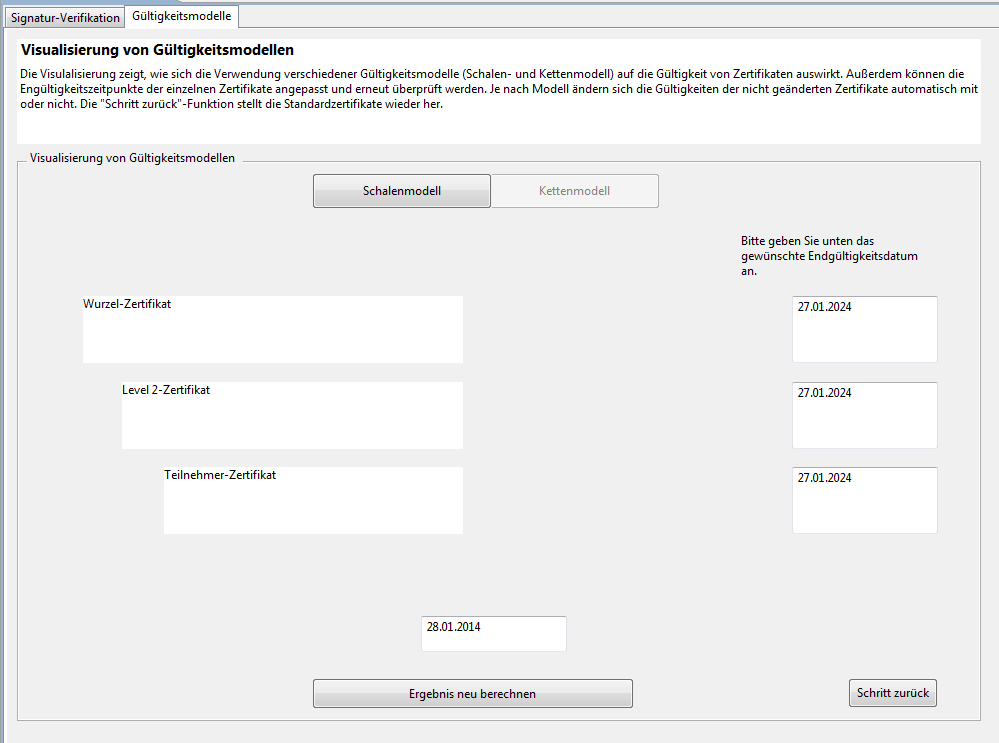 Signatur-Verifikation
Gültigkeitsmodelle
Visualisierung von Gültigkeitsmodellen
Die Visulalisierung zeigt, wie sich die Verwendung verschiedener Gültigkeitsmodelle (Schalen- und Kettenmodell) auf die Gültigkeit von Zertifikaten auswirkt. Außerdem können die
Engültigkeitszeitpunkte der einzelnen Zertifikate angepasst und erneut überprüft werden. Je nach Modell ändern sich die Gültigkeiten der nicht geänderten Zertifikate automatisch mit
oder nicht. Die "Schritt zurück"-Funktion stellt die Standardzertifikate wieder her.
Visualisierung von Gültigkeitsmodellen
Schalenmodell
Kettenmodell
Bitte geben Sie unten das
gewünschte Endgültigkeitsdatum
an.
Wurzel-Zertifikat
27.01.2024
Level 2-Zertifikat
27.01.2024
Teilnehmer-Zertifikat
27.01.2024
28.01.2014
Ergebnis neu berechnen
Schritt zurück